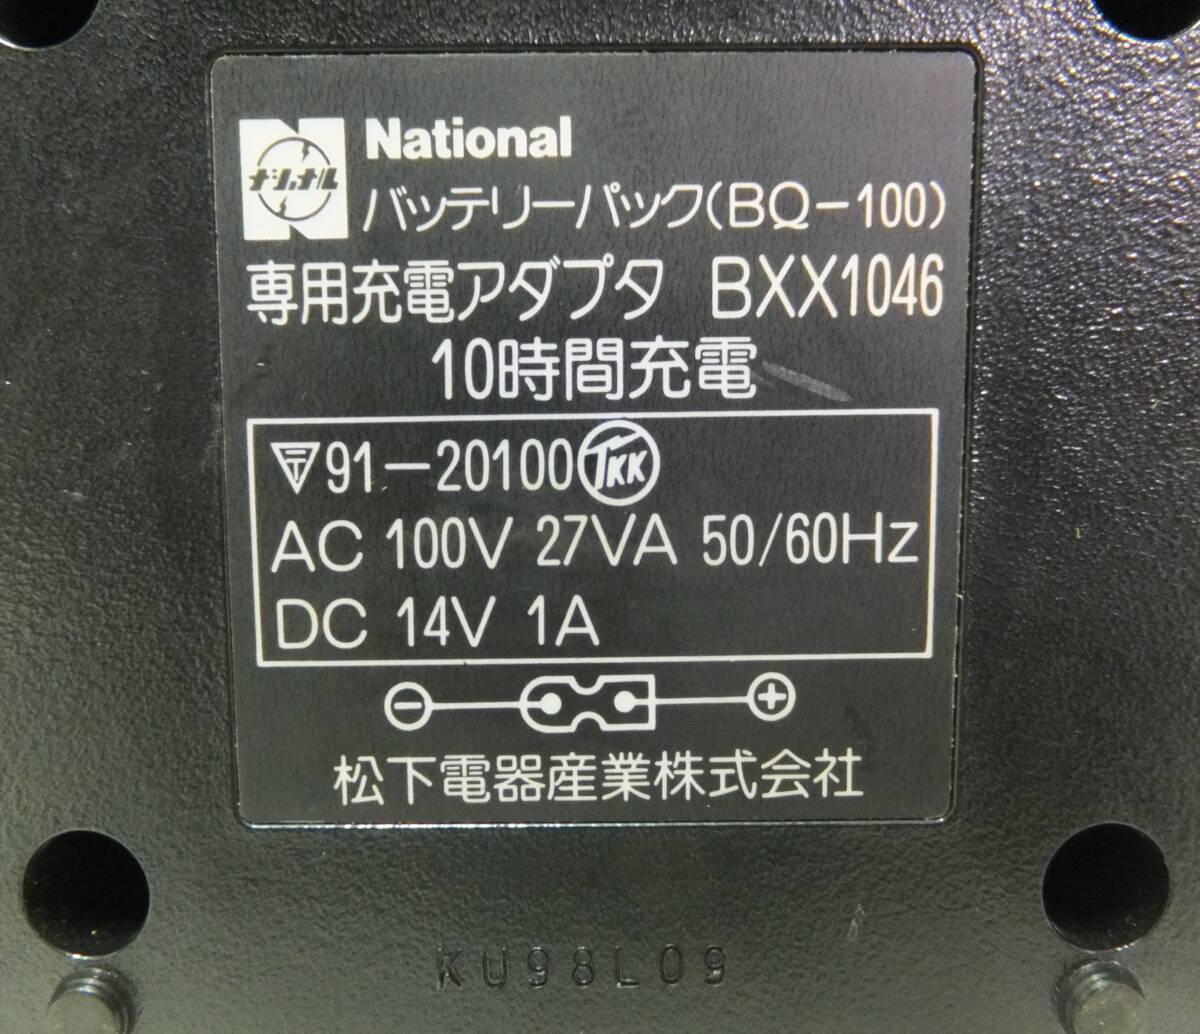 ナショナル
National
バッテリーパック(BQ-100)
専用充電アダプタ BXX1046
10時間充電
〒91-20100 TKK
AC 100V 27VA 50/60Hz
DC 14V 1A
⊖ ⊕
松下電器産業株式会社
KU98L09